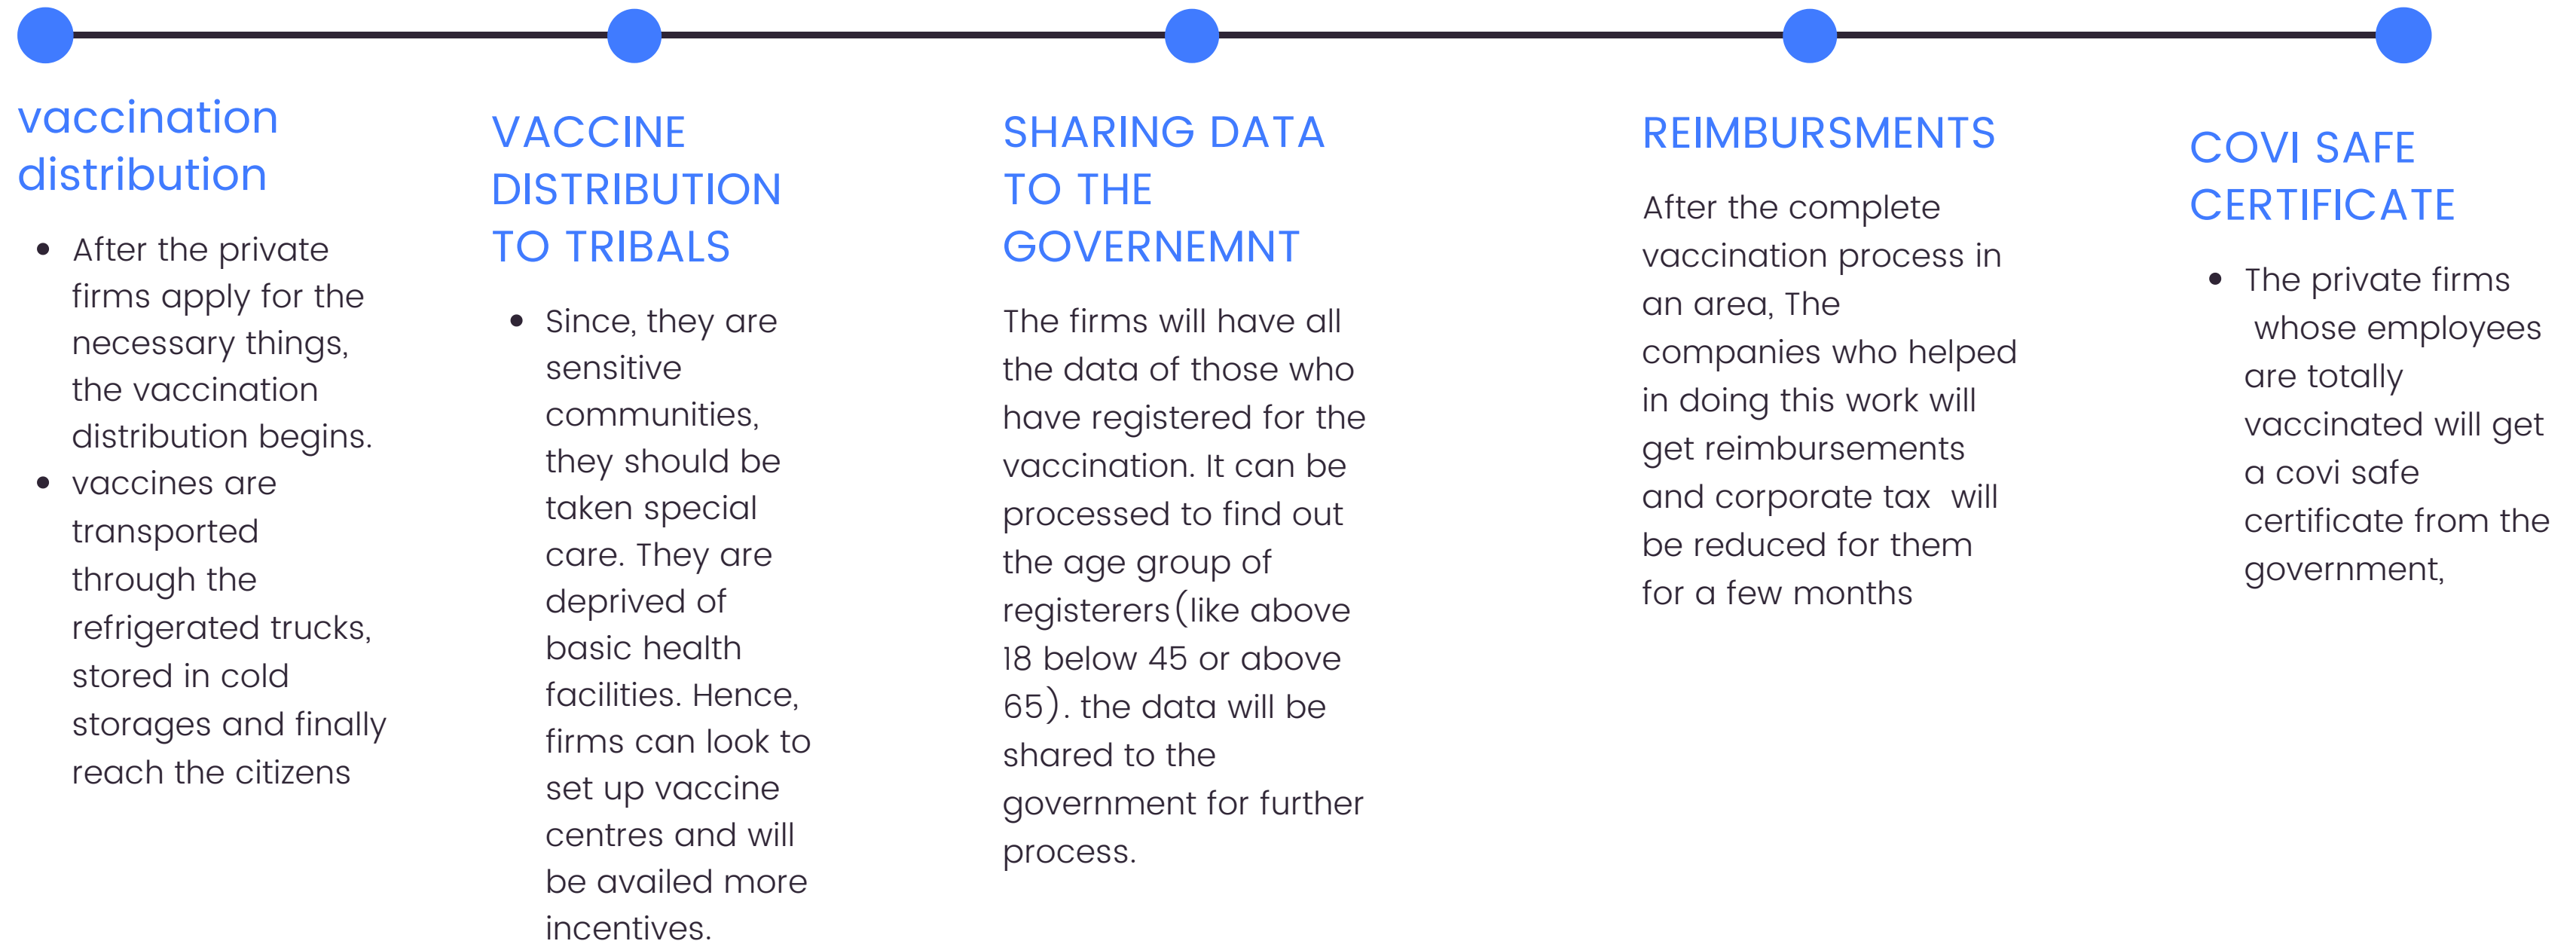 vaccination
distribution
• After the private
firms apply for the
necessary things,
the vaccination
distribution begins.
• vaccines are
transported
through the
refrigerated trucks,
stored in cold
storages and finally
reach the citizens
VACCINE
DISTRIBUTION
TO TRIBALS
• Since, they are
sensitive
communities,
they should be
taken special
care. They are
deprived of
basic health
facilities. Hence,
firms can look to
set up vaccine
centres and will
be availed more
incentives.
SHARING DATA
TO THE
GOVERNEMNT
The firms will have all
the data of those who
have registered for the
vaccination. It can be
processed to find out
the age group of
registerers(like above
18 below 45 or above
65). the data will be
shared to the
government for further
process.
REIMBURSMENTS
After the complete
vaccination process in
an area, The
companies who helped
in doing this work will
get reimbursements
and corporate tax  will
be reduced for them
for a few months
COVI SAFE
CERTIFICATE
• The private firms
whose employees
are totally
vaccinated will get
a covi safe
certificate from the
government,